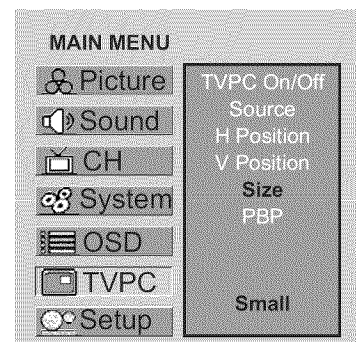 MAIN MENU
Picture
Sound
CH
System
OSD
TVPC
Setup
TVPC On/Off
Source
H Position
V Position
Size
PBP
Small